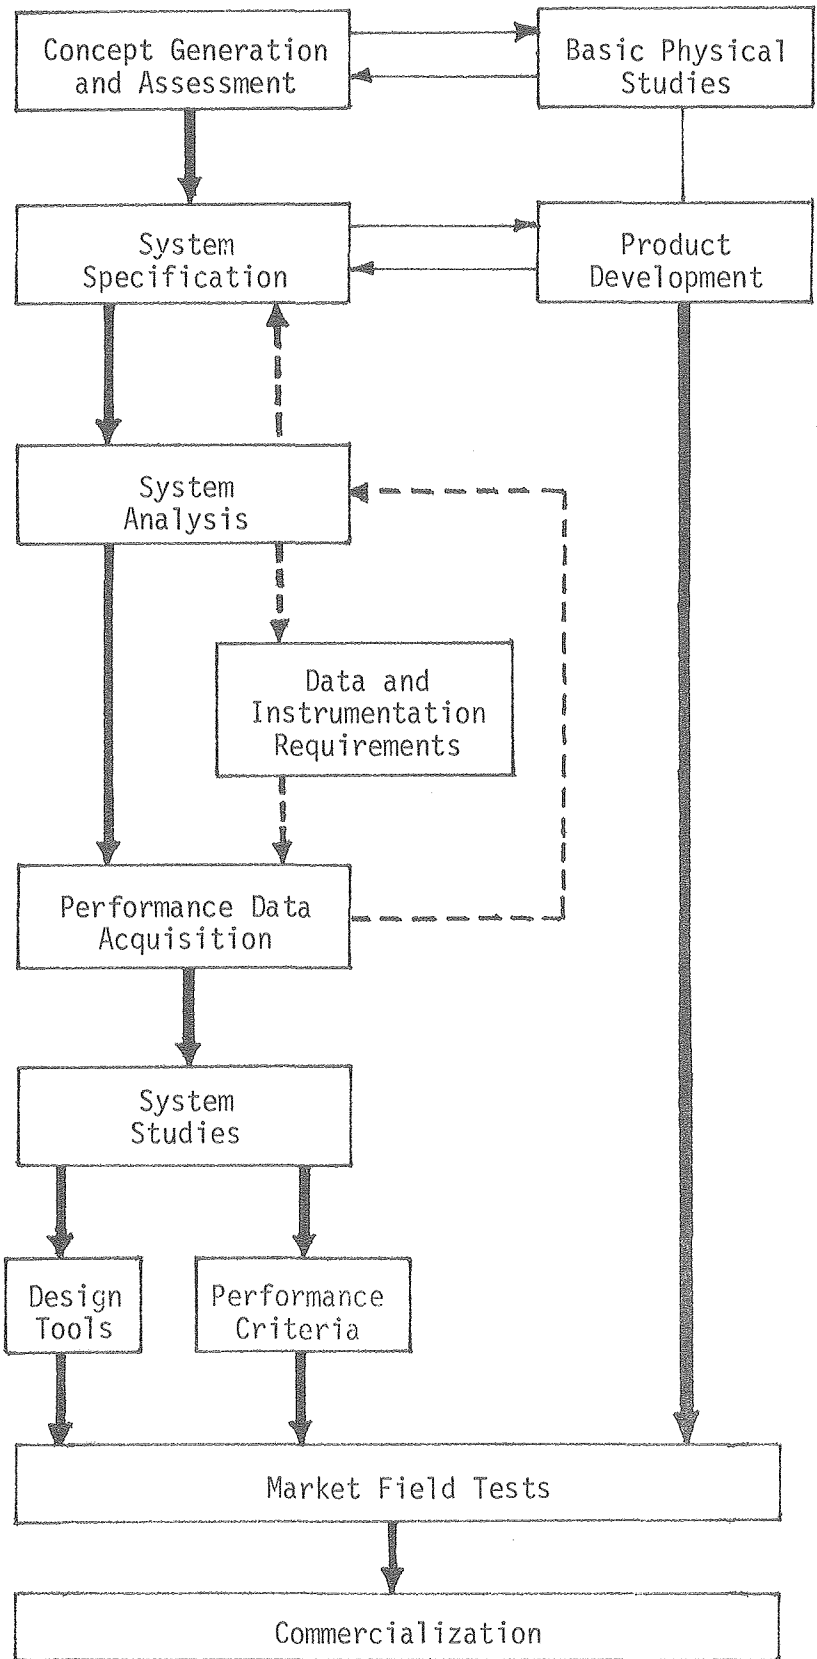 Concept Generation
and Assessment
Basic Physical
Studies
System
Specification
Product
Development
System
Analysis
Data and
Instrumentation
Requirements
Performance Data
Acquisition
System
Studies
Design
Tools
Performance
Criteria
Market Field Tests
Commercialization